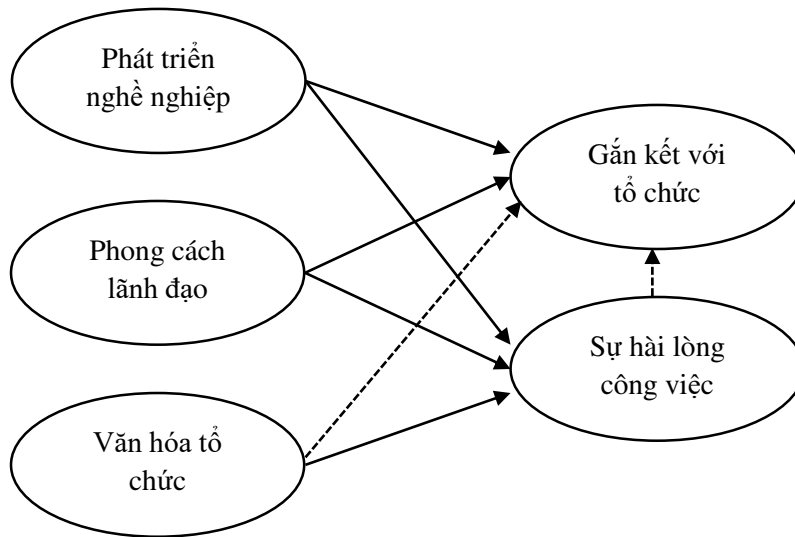 Phát triển
nghề nghiệp
Gắn kết với
tổ chức
Phong cách
lãnh đạo
Sự hài lòng
công việc
Văn hóa tổ
chức